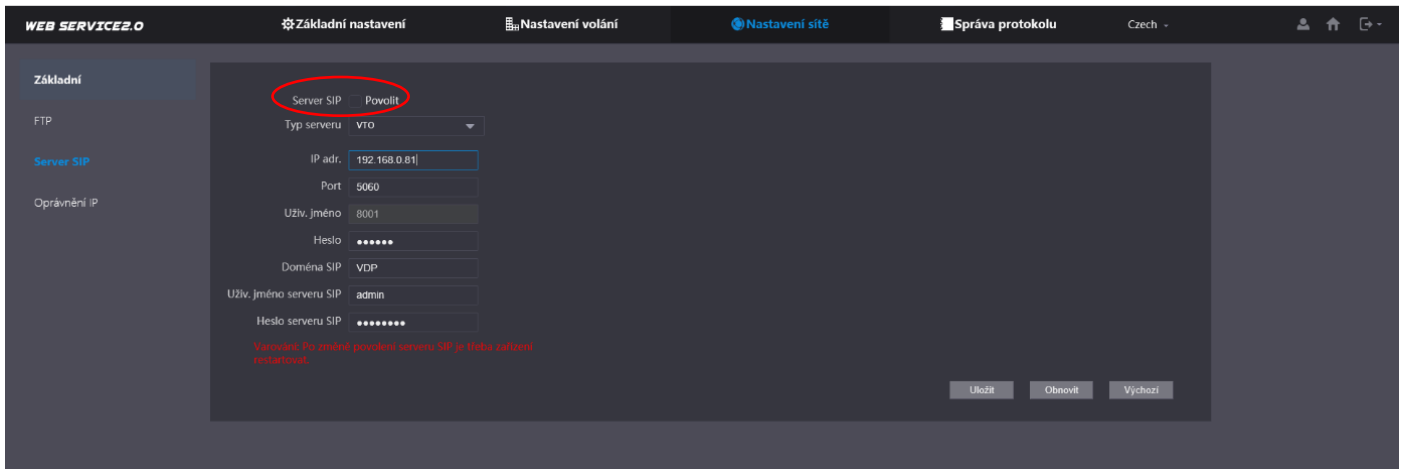 WEB SERVICE2.0 Základní nastavení Nastavení volání Nastavení sítě Správa protokolu Czech
Základní
FTP
Server SIP
Oprávnění IP
Server SIP Povolit
Typ serveru VTO
IP adr. 192.168.0.81
Port 5060
Uživ. jméno 8001
Heslo ●●●●●●
Doména SIP VDP
Uživ. jméno serveru SIP admin
Heslo serveru SIP ●●●●●●●●
Varování: Po změně povolení serveru SIP je třeba zařízení
restartovat.
Uložit Obnovit Výchozí